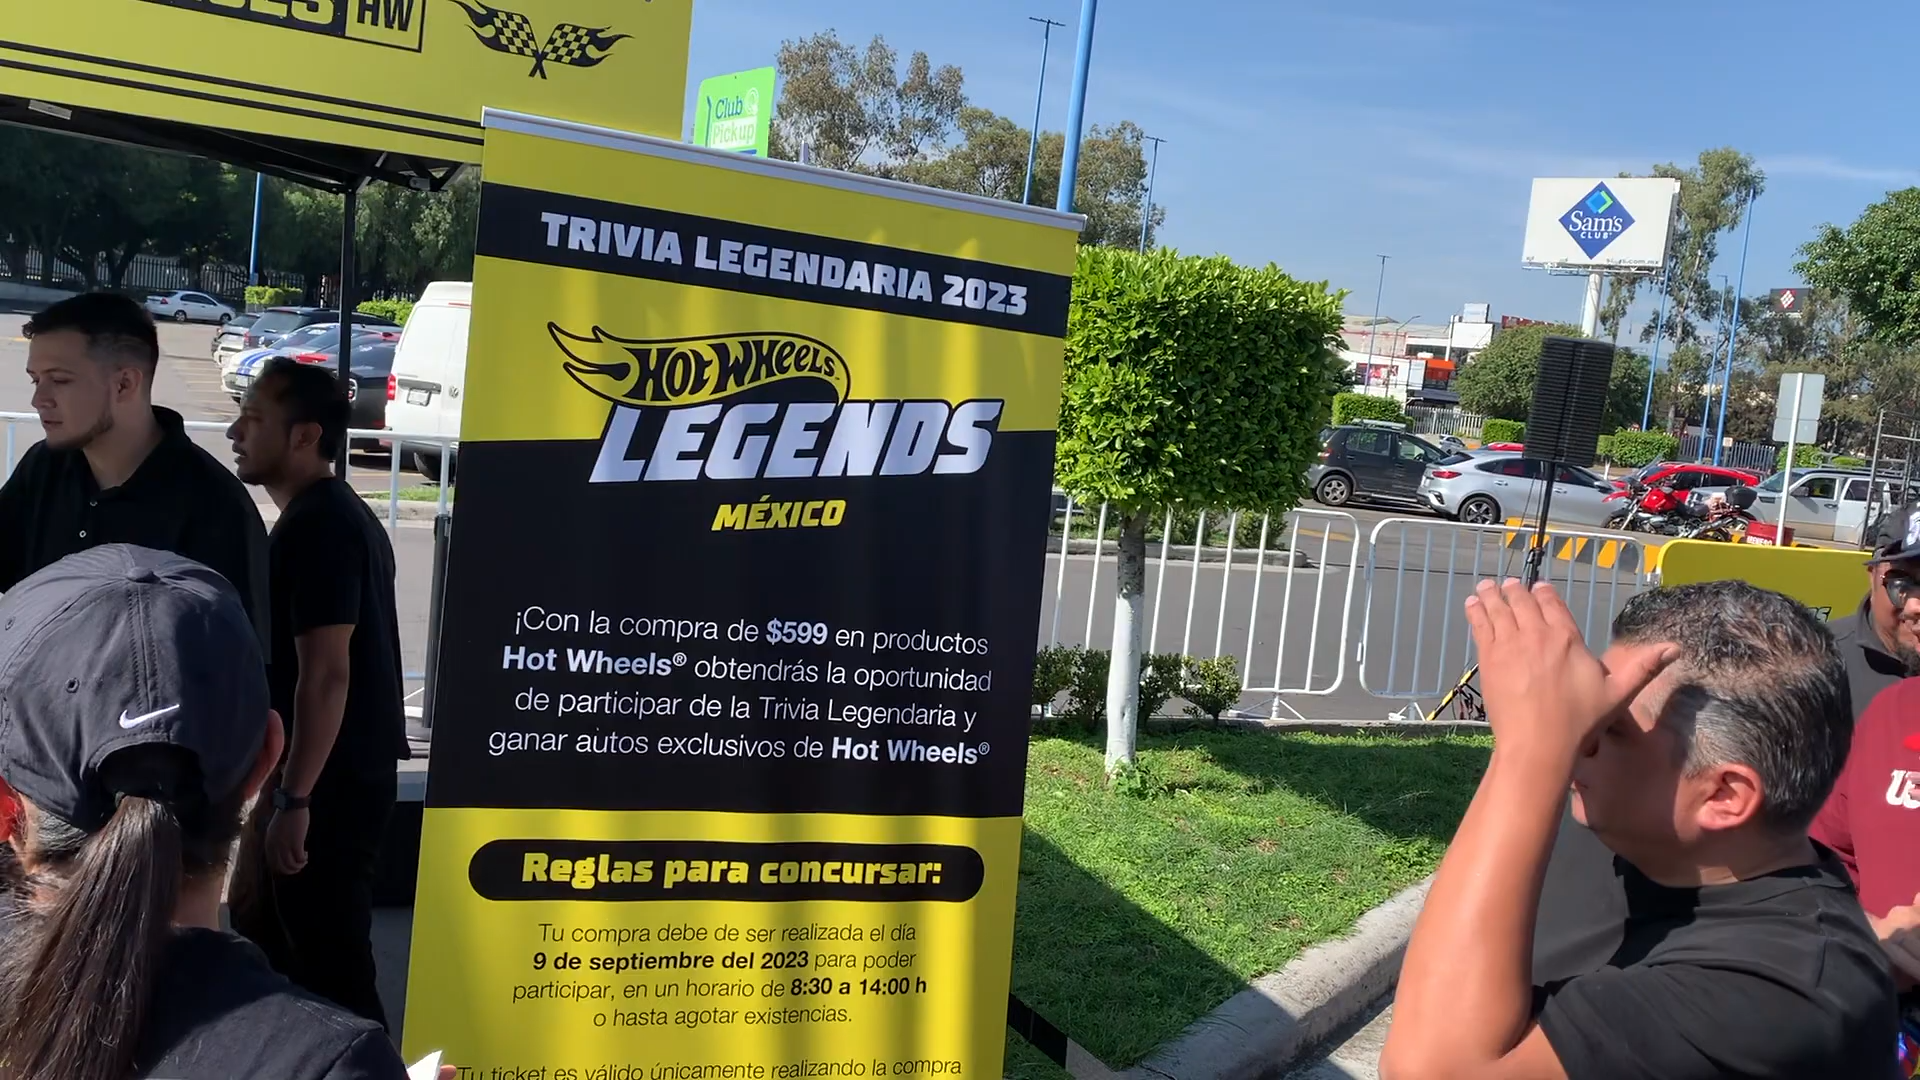 HW
Club
Pickup
TRIVIA LEGENDARIA 2023
HOT WHEELS
LEGENDS
MÉXICO
¡Con la compra de $599 en productos
Hot Wheels® obtendrás la oportunidad
de participar de la Trivia Legendaria y
ganar autos exclusivos de Hot Wheels®
Reglas para concursar:
Tu compra debe de ser realizada el día
9 de septiembre del 2023 para poder
participar, en un horario de 8:30 a 14:00 h
o hasta agotar existencias.
Tu ticket es válido únicamente realizando la compra
Sam's
CLUB